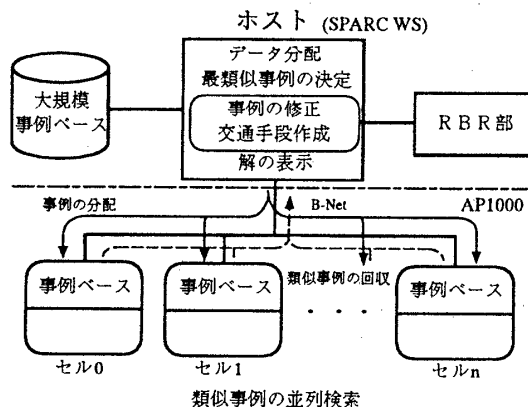 ホスト (SPARC WS)
データ分配
最類似事例の決定
大規模
事例ベース
事例の修正
交通手段作成
RBR部
解の表示
事例の分配
B-Net
AP1000
類似事例の回収
事例ベース
事例ベース
事例ベース
・ ・ ・
セル0
セル1
セルn
類似事例の並列検索